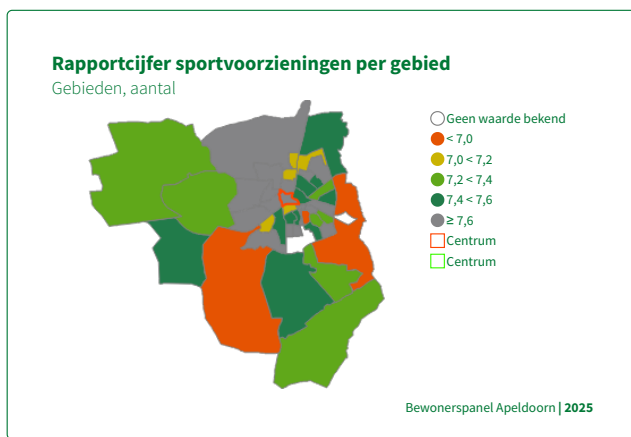 Rapportcijfer sportvoorzieningen per gebied
Gebieden, aantal
Geen waarde bekend
< 7,0
7,0 < 7,2
7,2 < 7,4
7,4 < 7,6
≥ 7,6
Centrum
Centrum
Bewonerspanel Apeldoorn | 2025